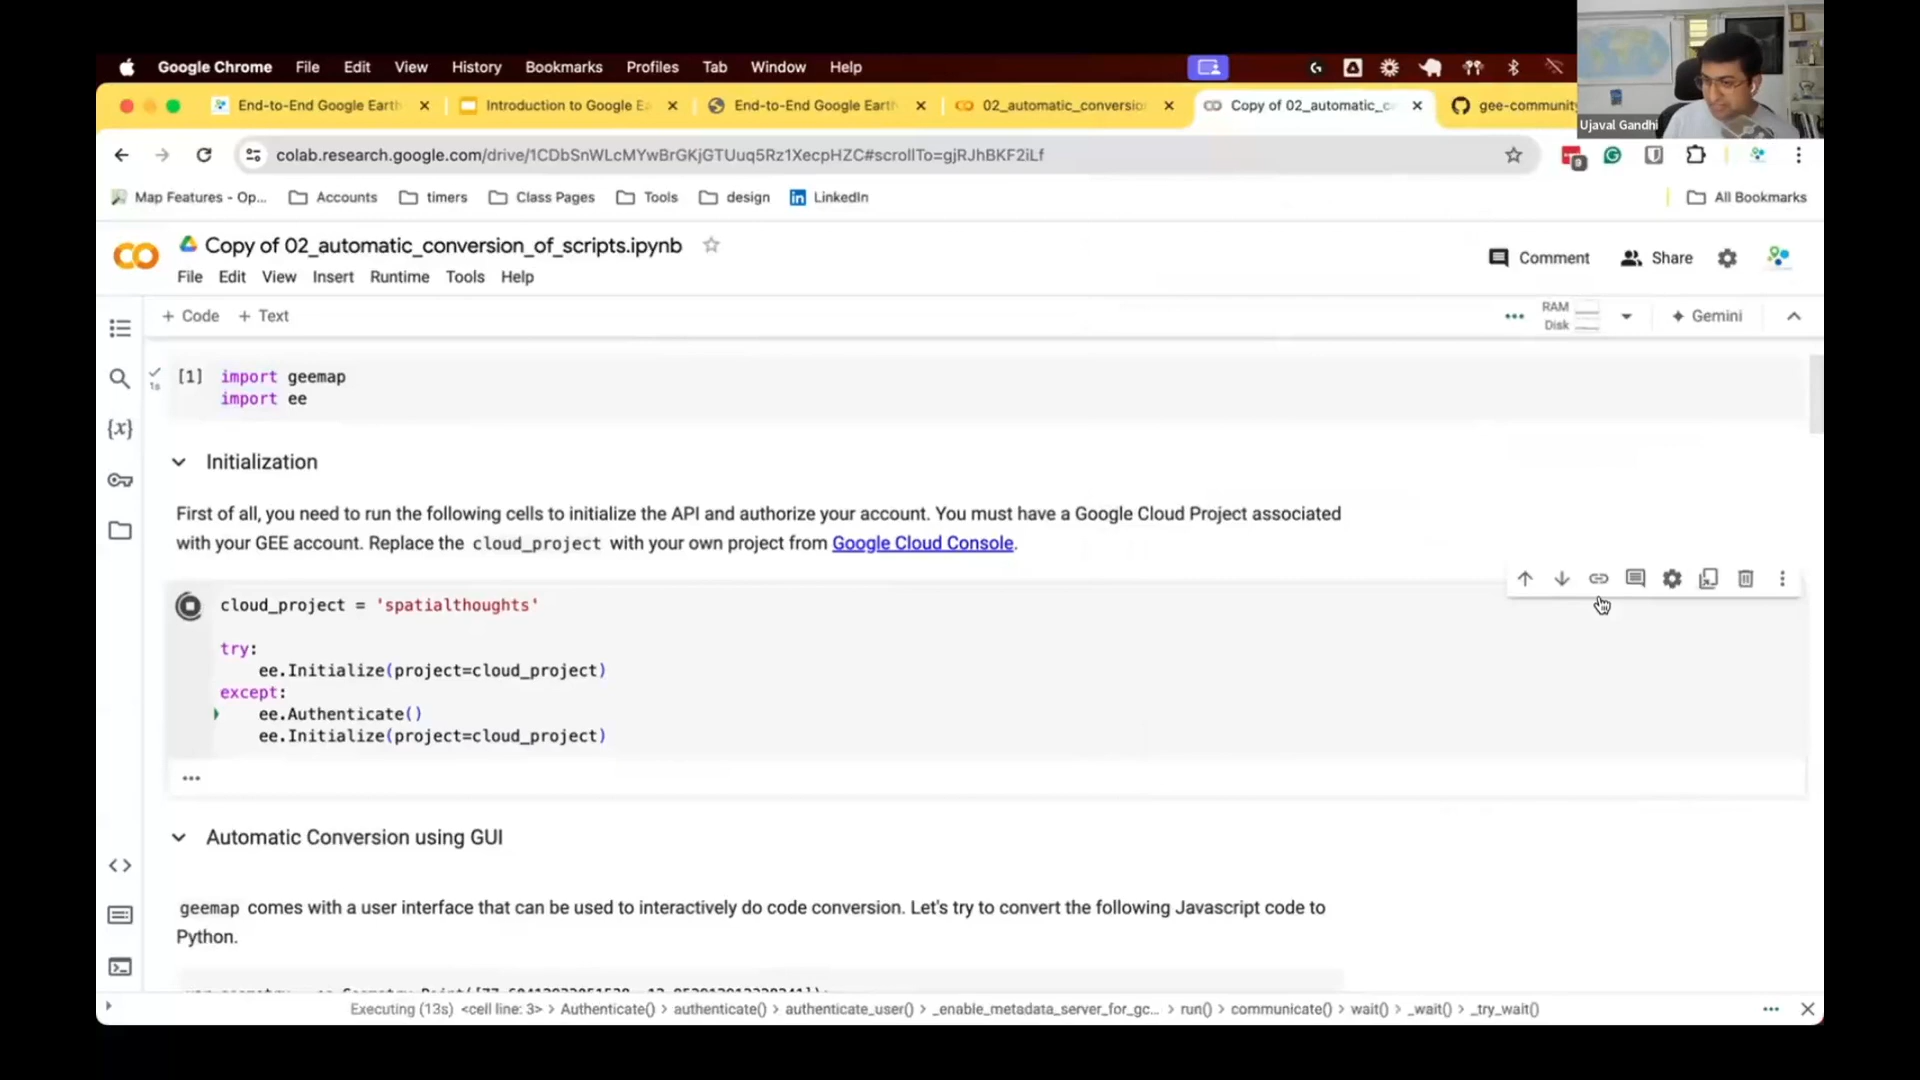 Google Chrome File Edit View History Bookmarks Profiles Tab Window Help
Ujaval Gandhi
End-to-End Google Earth
Introduction to Google Ea
End-to-End Google Earth
02_automatic_conversio
Copy of 02_automatic_co
gee-community
colab.research.google.com/drive/1CDbSnWLcMYwBrGKjGTUuq5Rz1XecpHZC#scrollTo=gjRJhBKF2iLf
Map Features - Op...
Accounts
timers
Class Pages
Tools
design
LinkedIn
All Bookmarks
Copy of 02_automatic_conversion_of_scripts.ipynb
Comment
Share
File Edit View Insert Runtime Tools Help
+ Code + Text
RAM
Disk
Gemini
1s
[1] import geemap
import ee
Initialization
First of all, you need to run the following cells to initialize the API and authorize your account. You must have a Google Cloud Project associated
with your GEE account. Replace the cloud_project with your own project from Google Cloud Console.
cloud_project = 'spatialthoughts'
try:
ee.Initialize(project=cloud_project)
except:
ee.Authenticate()
ee.Initialize(project=cloud_project)
...
Automatic Conversion using GUI
geemap comes with a user interface that can be used to interactively do code conversion. Let's try to convert the following Javascript code to
Python.
Executing (13s) <cell line: 3> > Authenticate() > authenticate() > authenticate_user() > _enable_metadata_server_for_gc... > run() > communicate() > wait() > _wait() > _try_wait()